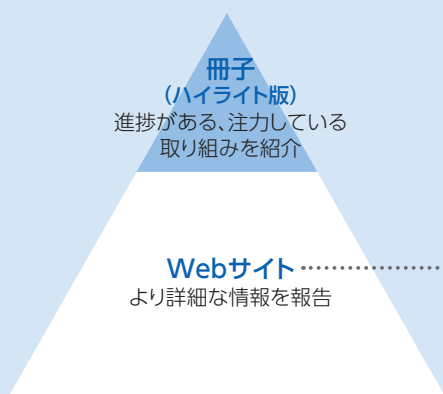 冊子
（ハイライト版）
進捗がある、注力している
取り組みを紹介
Webサイト
より詳細な情報を報告